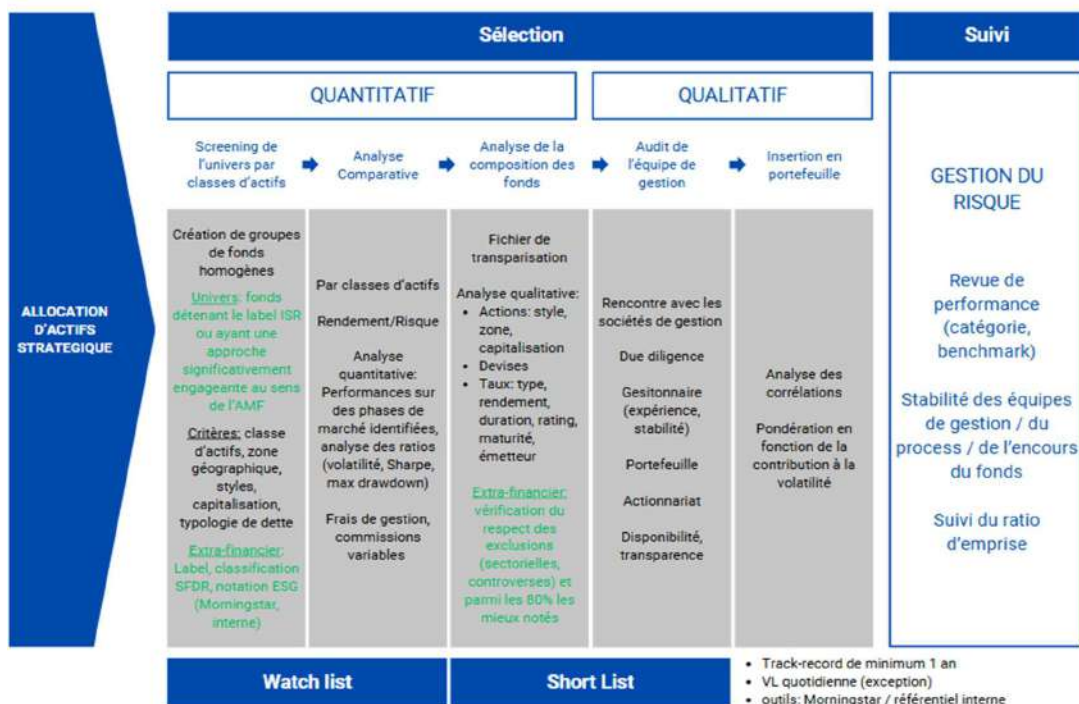 Sélection
Suivi
QUANTITATIF
QUALITATIF
ALLOCATION
D'ACTIFS
STRATEGIQUE
Screening de
l'univers par
classes d'actifs
Analyse
Comparative
Analyse de la
composition des
fonds
Audit de
l'équipe de
gestion
Insertion en
portefeuille
Création de groupes
de fonds
homogènes
Univers: fonds
détenant le label ISR
ou ayant une
approche
significativement
engageante au sens
de l'AMF
Critères: classe
d'actifs, zone
géographique,
styles,
capitalisation,
typologie de dette
Extra-financier:
Label, classification
SFDR, notation ESG
(Morningstar,
interne)
Par classes d'actifs
Rendement/Risque
Analyse
quantitative:
Performances sur
des phases de
marché identifiées,
analyse des ratios
(volatilité, Sharpe,
max drawdown)
Frais de gestion,
commissions
variables
Fichier de
transparisation
Analyse qualitative:
• Actions: style,
zone,
capitalisation
• Devises
• Taux: type,
rendement,
duration, rating,
maturité,
émetteur
Extra-financier:
vérification du
respect des
exclusions
(sectorielles,
controverses) et
parmi les 80% les
mieux notés
Rencontre avec les
sociétés de gestion
Due diligence
Gesitonnaire
(expérience,
stabilité)
Portefeuille
Actionnariat
Disponibilité,
transparence
Analyse des
corrélations
Pondération en
fonction de la
contribution à la
volatilité
GESTION DU
RISQUE
Revue de
performance
(catégorie,
benchmark)
Stabilité des équipes
de gestion / du
process / de l'encours
du fonds
Suivi du ratio
d'emprise
Watch list
Short List
• Track-record de minimum 1 an
• VL quotidienne (exception)
• outils: Morningstar / référentiel interne